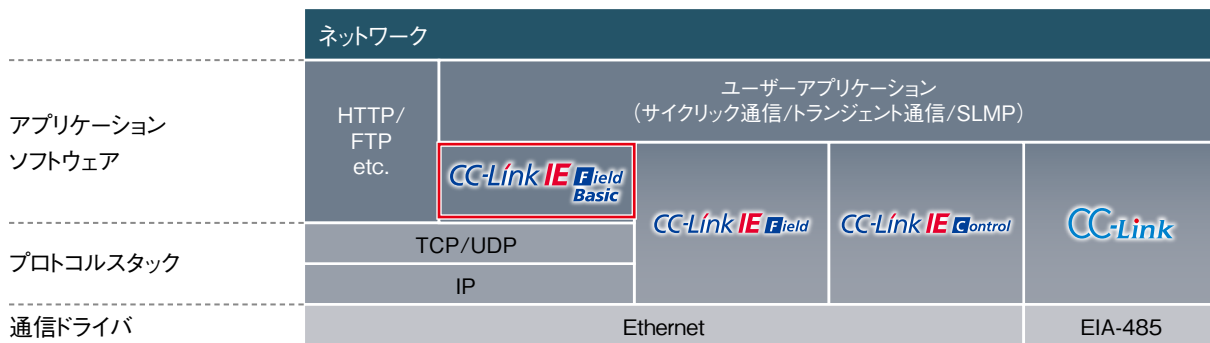 ネットワーク
アプリケーション
ソフトウェア
HTTP/
FTP
etc.
ユーザーアプリケーション
（サイクリック通信/トランジェント通信/SLMP）
CC-Link IE Field
Basic
CC-Link IE Field
CC-Link IE Control
CC-Link
プロトコルスタック
TCP/UDP
IP
通信ドライバ
Ethernet
EIA-485